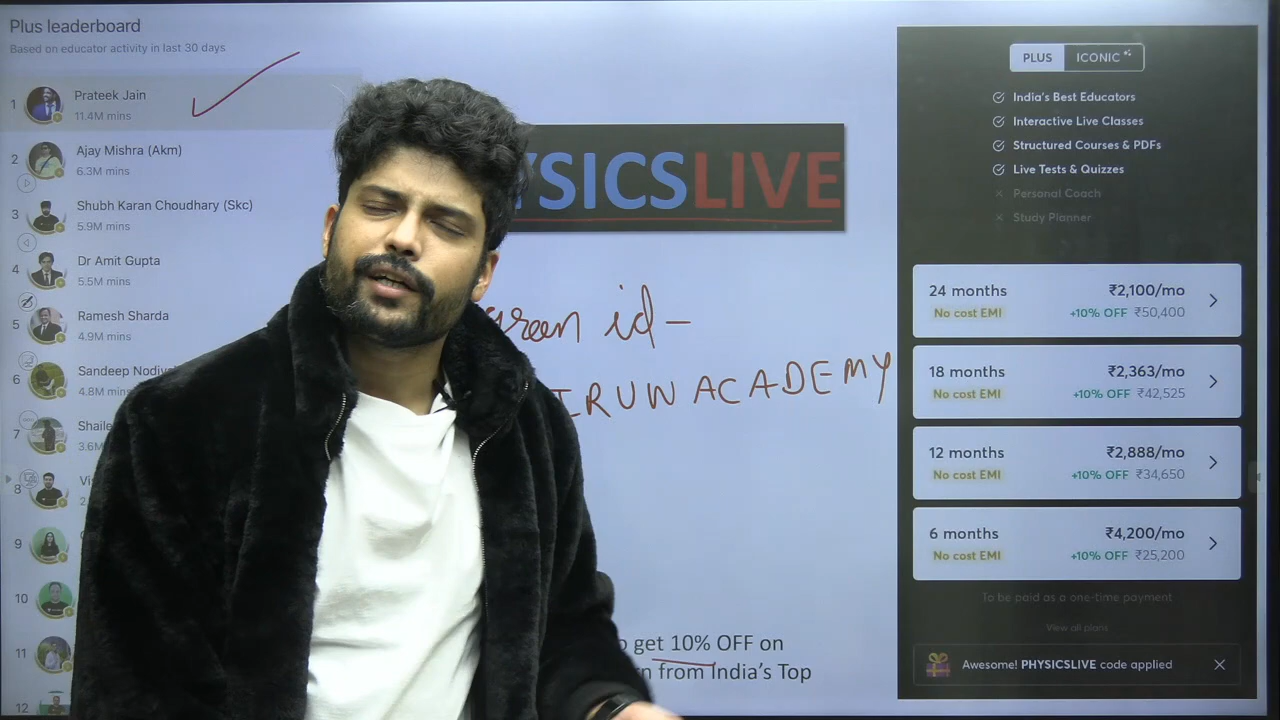 Plus leaderboard
Based on educator activity in last 30 days
1 Prateek Jain
11.4M mins
2 Ajay Mishra (Akm)
6.3M mins
3 Shubh Karan Choudhary (Skc)
5.9M mins
4 Dr Amit Gupta
5.5M mins
5 Ramesh Sharda
4.9M mins
6 Sandeep
4.8M mins
7
8
9
10
11
12
YSICSLIVE
id -
IRUNACADEMY
get 10% OFF on
from India's Top
PLUS ICONIC
India's Best Educators
Interactive Live Classes
Structured Courses & PDFs
Live Tests & Quizzes
Personal Coach
Study Planner
24 months ₹2,100/mo
No cost EMI +10% OFF ₹50,400
18 months ₹2,363/mo
No cost EMI +10% OFF ₹42,525
12 months ₹2,888/mo
No cost EMI +10% OFF ₹34,650
6 months ₹4,200/mo
No cost EMI +10% OFF ₹25,200
To be paid as a one-time payment
View all plans
Awesome! PHYSICSLIVE code applied